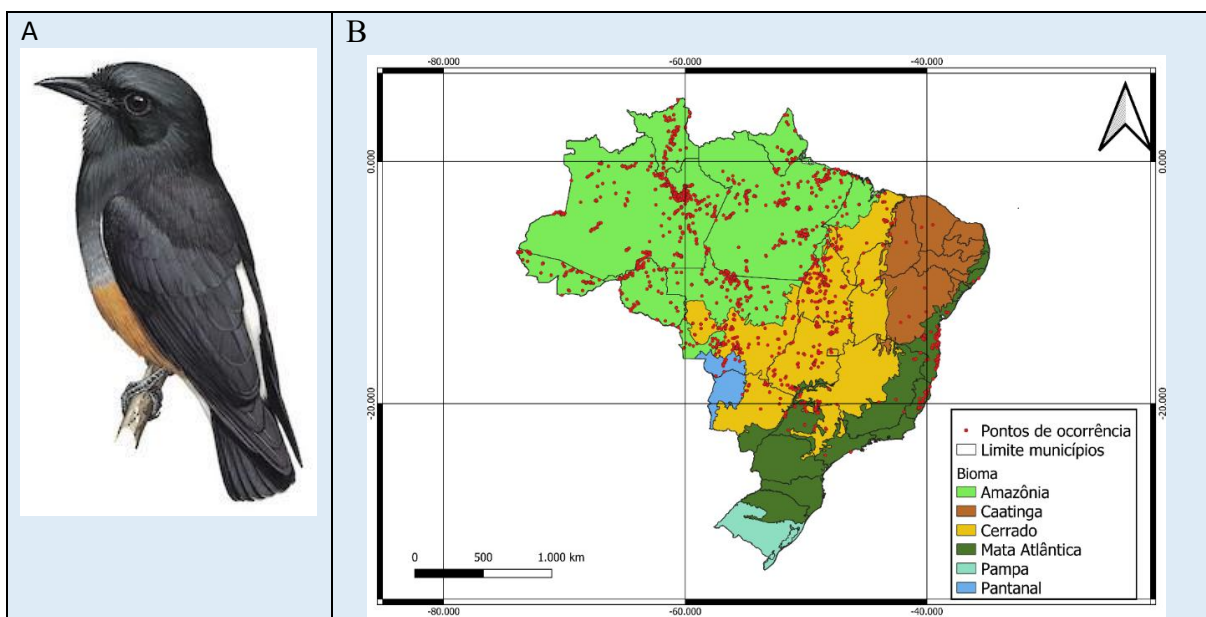 A
B
-80.000 -60.000 -40.000
0.000 0.000
-20.000 -20.000
Pontos de ocorrência
Limite municípios
Bioma
Amazônia
Caatinga
Cerrado
Mata Atlântica
Pampa
Pantanal
0 500 1.000 km
-80.000 -60.000 -40.000